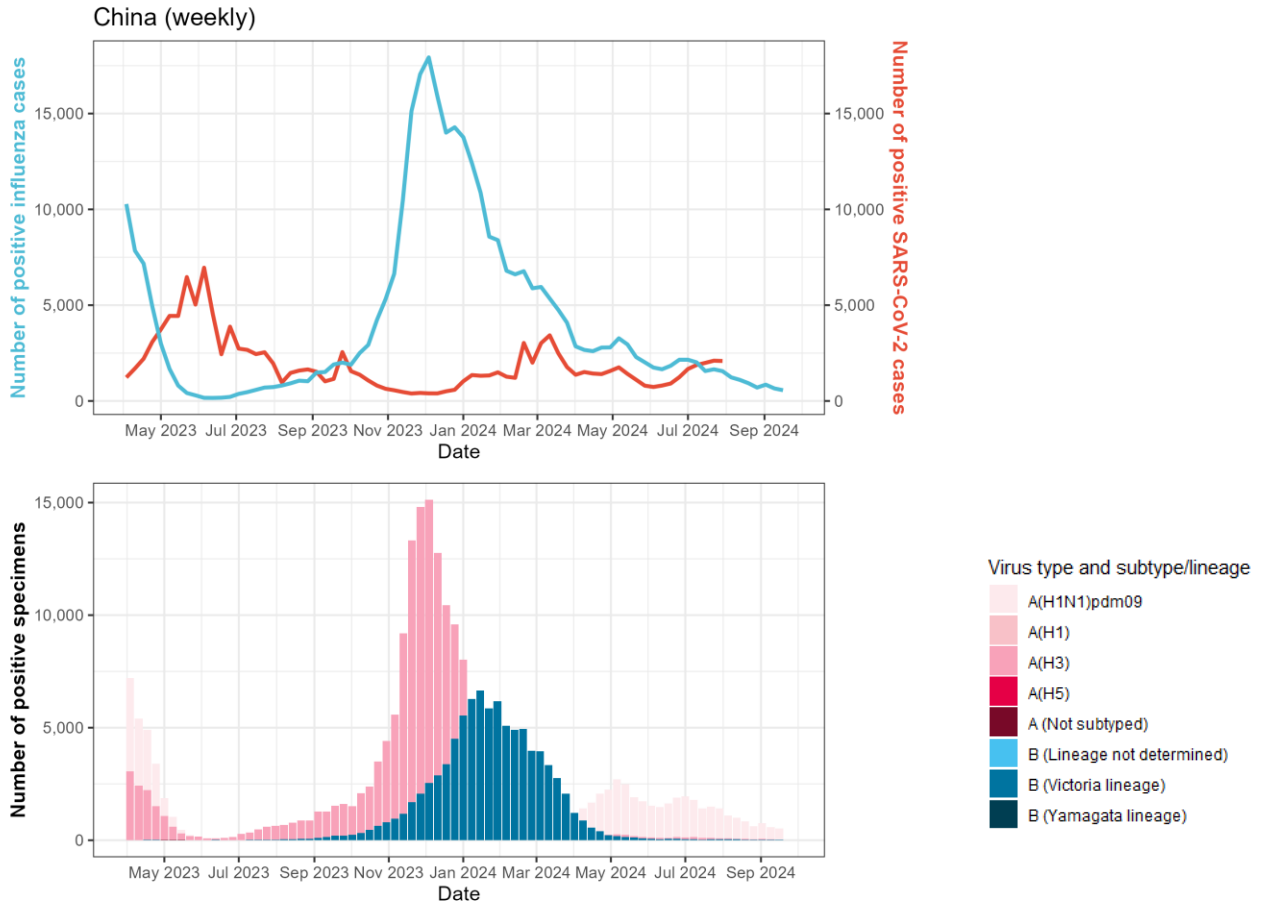 China (weekly)
Number of positive influenza cases
15,000
10,000
5,000
0
15,000
10,000
5,000
0
Number of positive SARS-CoV-2 cases
May 2023 Jul 2023 Sep 2023 Nov 2023 Jan 2024 Mar 2024 May 2024 Jul 2024 Sep 2024
Date
Number of positive specimens
15,000
10,000
5,000
0
May 2023 Jul 2023 Sep 2023 Nov 2023 Jan 2024 Mar 2024 May 2024 Jul 2024 Sep 2024
Date
Virus type and subtype/lineage
A(H1N1)pdm09
A(H1)
A(H3)
A(H5)
A (Not subtyped)
B (Lineage not determined)
B (Victoria lineage)
B (Yamagata lineage)